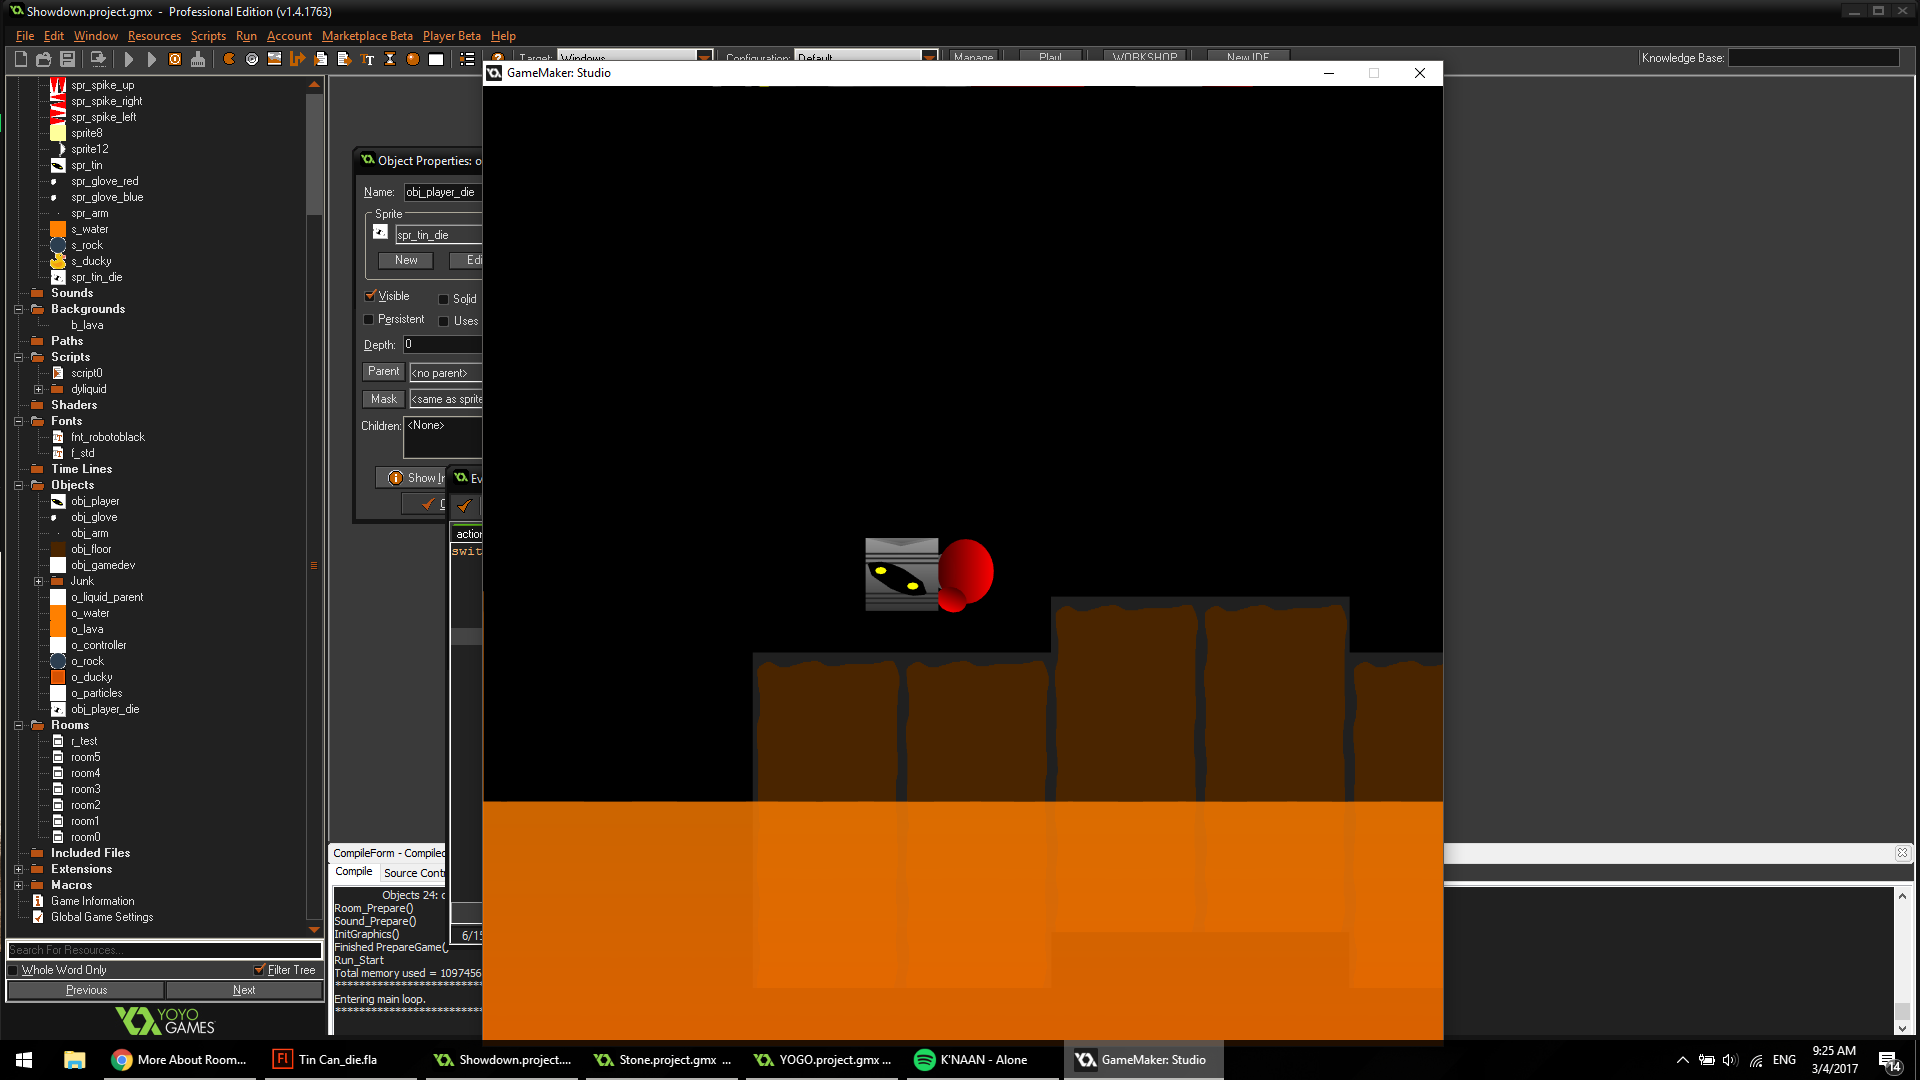 Showdown.project.gmx - Professional Edition (v1.4.1763)
File Edit Window Resources Scripts Run Account Marketplace Beta Player Beta Help
Target: Windows Configuration: Default Manage Play! WORKSHOP New IDE Knowledge Base:
spr_spike_up
spr_spike_right
spr_spike_left
sprite8
sprite12
spr_tin
spr_glove_red
spr_glove_blue
spr_arm
s_water
s_rock
s_ducky
spr_tin_die
Sounds
Backgrounds
b_lava
Paths
Scripts
script0
dyliquid
Shaders
Fonts
fnt_robotoblack
f_std
Time Lines
Objects
obj_player
obj_glove
obj_arm
obj_floor
obj_gamedev
Junk
o_liquid_parent
o_water
o_lava
o_controller
o_rock
o_ducky
o_particles
obj_player_die
Rooms
r_test
room5
room4
room3
room2
room1
room0
Included Files
Extensions
Macros
Game Information
Global Game Settings
Search For Resources...
Whole Word Only Filter Tree
Previous Next
YOYO
GAMES
Object Properties: o
Name: obj_player_die
Sprite
spr_tin_die
New Edi
Visible Solid
Persistent Uses
Depth: 0
Parent <no parent>
Mask <same as sprite
Children: <None>
Show In
Ev
action
swit
6/15
GameMaker: Studio
CompileForm - Compiled
Compile Source Contr
Objects 24: c
Room_Prepare()
Sound_Prepare()
InitGraphics()
Finished PrepareGame()
Run_Start
Total memory used = 1097456
***********************
Entering main loop.
***********************
More About Room...
Tin Can_die.fla
Showdown.project....
Stone.project.gmx ...
YOGO.project.gmx ...
K'NAAN - Alone
GameMaker: Studio
ENG
9:25 AM
3/4/2017
14